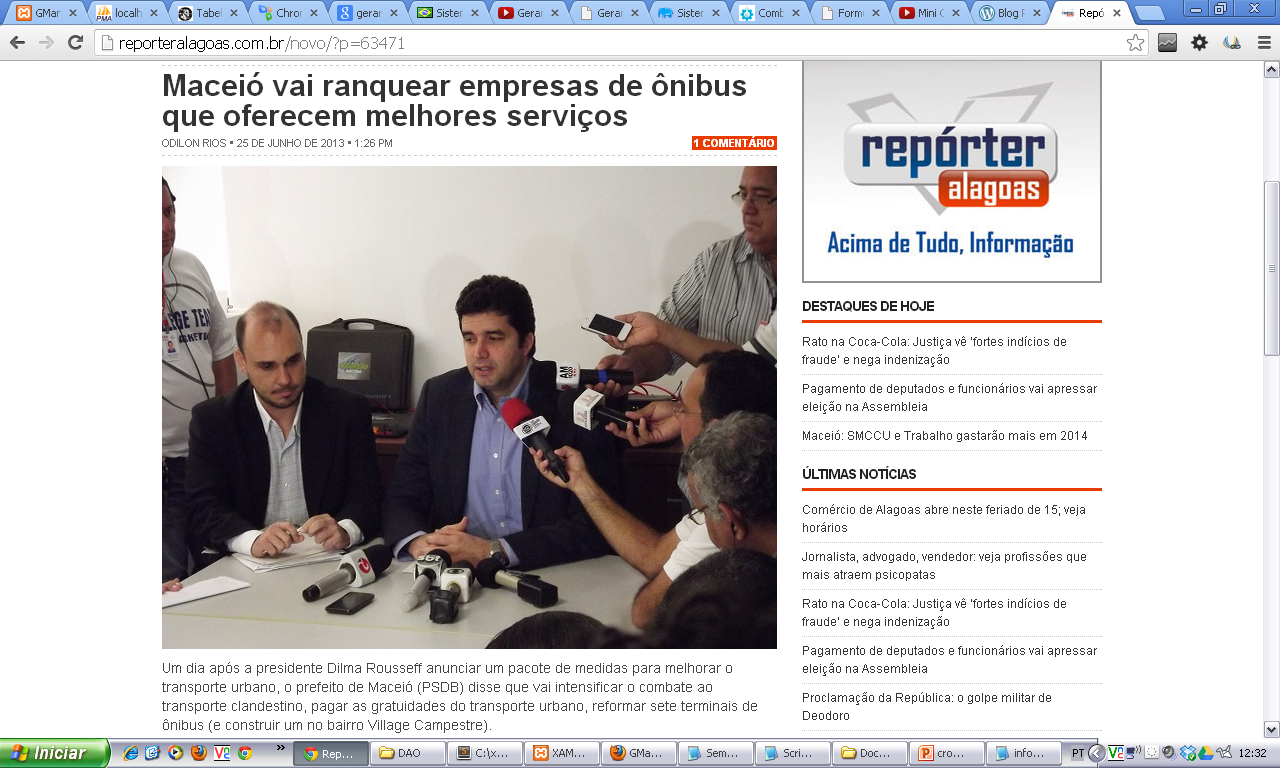 GMar
localh
Tabel
Chron
gerar
Sister
Gerar
Gerar
Sister
Comb
Form
Mini C
Blog F
Repó
reporteralagoas.com.br/novo/?p=63471
Maceió vai ranquear empresas de ônibus
que oferecem melhores serviços
ODILON RIOS • 25 DE JUNHO DE 2013 • 1:26 PM
1 COMENTÁRIO
Um dia após a presidente Dilma Rousseff anunciar um pacote de medidas para melhorar o
transporte urbano, o prefeito de Maceió (PSDB) disse que vai intensificar o combate ao
transporte clandestino, pagar as gratuidades do transporte urbano, reformar sete terminais de
ônibus (e construir um no bairro Village Campestre).
repórter
alagoas
Acima de Tudo, Informação
DESTAQUES DE HOJE
Rato na Coca-Cola: Justiça vê 'fortes indícios de
fraude' e nega indenização
Pagamento de deputados e funcionários vai apressar
eleição na Assembleia
Maceió: SMCCU e Trabalho gastarão mais em 2014
ÚLTIMAS NOTÍCIAS
Comércio de Alagoas abre neste feriado de 15; veja
horários
Jornalista, advogado, vendedor: veja profissões que
mais atraem psicopatas
Rato na Coca-Cola: Justiça vê 'fortes indícios de
fraude' e nega indenização
Pagamento de deputados e funcionários vai apressar
eleição na Assembleia
Proclamação da República: o golpe militar de
Deodoro
Iniciar
Rep...
DAO
C:\x...
XAM...
GMa...
Sem...
Scri...
Doc...
cro...
info...
PT
12:32